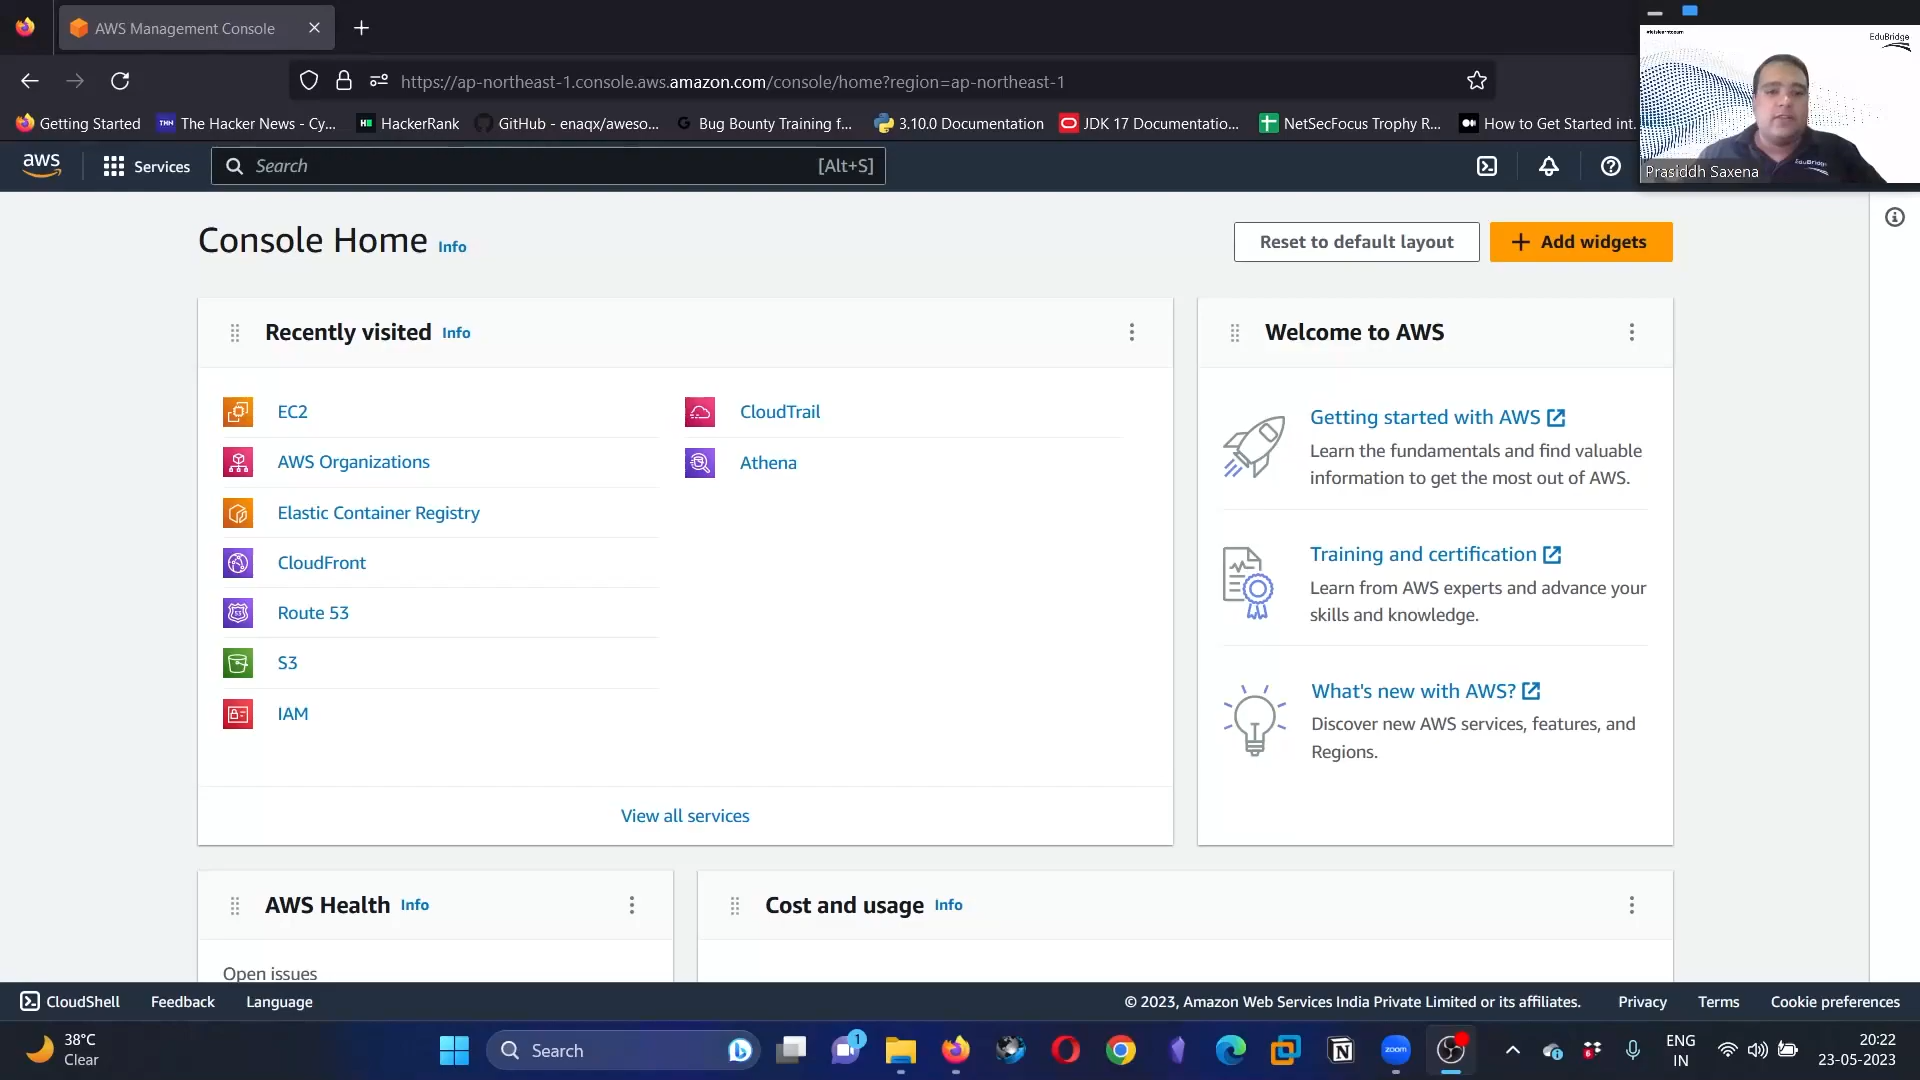 AWS Management Console
https://ap-northeast-1.console.aws.amazon.com/console/home?region=ap-northeast-1
Getting Started
The Hacker News - Cy...
HackerRank
GitHub - enaqx/aweso...
Bug Bounty Training f...
3.10.0 Documentation
JDK 17 Documentatio...
NetSecFocus Trophy R...
How to Get Started int.
EduBridge
EduBridge
Prasiddh Saxena
aws
Services
Search
[Alt+S]
Console Home Info
Reset to default layout
Add widgets
Recently visited Info
EC2
AWS Organizations
Elastic Container Registry
CloudFront
Route 53
S3
IAM
CloudTrail
Athena
View all services
Welcome to AWS
Getting started with AWS
Learn the fundamentals and find valuable
information to get the most out of AWS.
Training and certification
Learn from AWS experts and advance your
skills and knowledge.
What's new with AWS?
Discover new AWS services, features, and
Regions.
AWS Health Info
Open issues
Cost and usage Info
CloudShell
Feedback
Language
© 2023, Amazon Web Services India Private Limited or its affiliates.
Privacy
Terms
Cookie preferences
38°C
Clear
Search
1
zoom
ENG
IN
20:22
23-05-2023